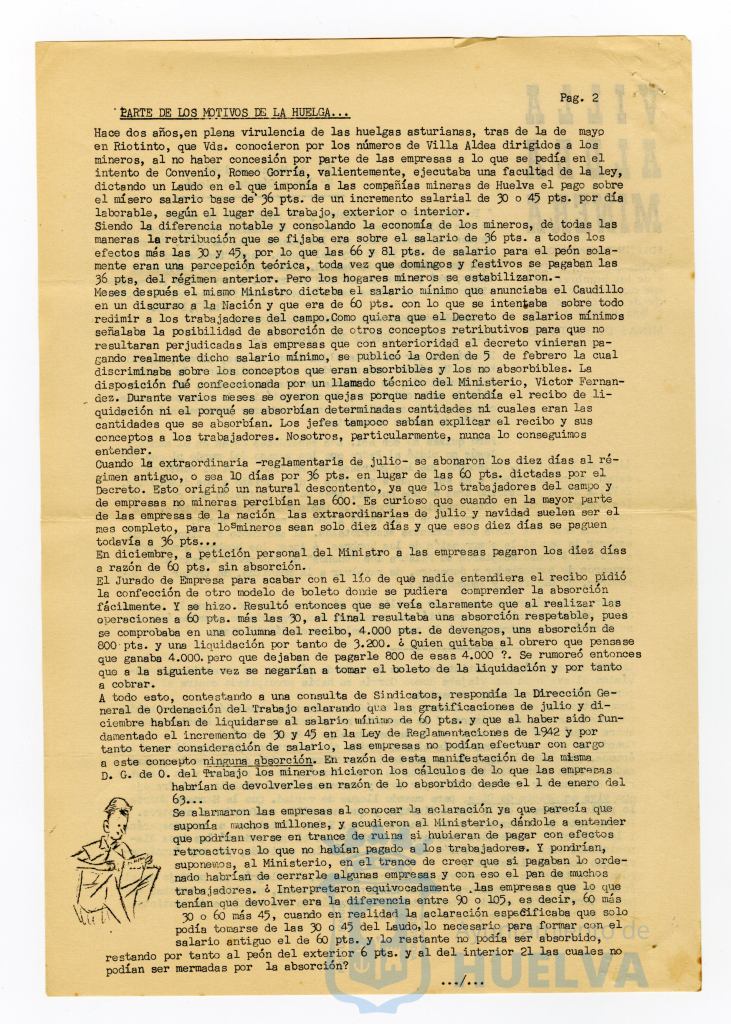 Pag. 2
PARTE DE LOS MOTIVOS DE LA HUELGA...
Hace dos años,en plena virulencia de las huelgas asturianas, tras de la de mayo
en Riotinto, que Vds. conocieron por los números de Villa Aldea dirigidos a los
mineros, al no haber concesión por parte de las empresas a lo que se pedía en el
intento de Convenio, Romeo Gorría, valientemente, ejecutaba una facultad de la ley,
dictando un Laudo en el que imponía a las compañías mineras de Huelva el pago sobre
el mísero salario base de 36 pts. de un incremento salarial de 30 o 45 pts. por día
laborable, según el lugar del trabajo, exterior o interior.
Siendo la diferencia notable y consolando la economía de los mineros, de todas las
maneras la retribución que se fijaba era sobre el salario de 36 pts. a todos los
efectos más las 30 y 45, por lo que las 66 y 81 pts. de salario para el peón sola-
mente eran una percepción teórica, toda vez que domingos y festivos se pagaban las
36 pts, del régimen anterior. Pero los hogares mineros se estabilizaron.-
Meses después el mismo Ministro dictaba el salario mínimo que anunciaba el Caudillo
en un discurso a la Nación y que era de 60 pts. con lo que se intentaba sobre todo
redimir a los trabajadores del campo.Como quiera que el Decreto de salarios mínimos
señalaba la posibilidad de absorción de otros conceptos retributivos para que no
resultaran perjudicadas las empresas que con anterioridad al decreto vinieran pa-
gando realmente dicho salario mínimo, se publicó la Orden de 5 de febrero la cual
discriminaba sobre los conceptos que eran absorbibles y los no absorbibles. La
disposición fué confeccionada por un llamado técnico del Ministerio, Victor Fernan-
dez. Durante varios meses se oyeron quejas porque nadie entendía el recibo de li-
quidación ni el porqué se absorbían determinadas cantidades ni cuales eran las
cantidades que se absorbían. Los jefes tampoco sabían explicar el recibo y sus
conceptos a los trabajadores. Nosotros, particularmente, nunca lo conseguimos
entender.
Cuando la extraordinaria -reglamentaria de julio- se abonaron los diez días al ré-
gimen antiguo, o sea 10 días por 36 pts. en lugar de las 60 pts. dictadas por el
Decreto. Esto originó un natural descontento, ya que los trabajadores del campo y
de empresas no mineras percibían las 600. Es curioso que cuando en la mayor parte
de las empresas de la nación las extraordinarias de julio y navidad suelen ser el
mes completo, para los mineros sean solo diez días y que esos diez días se paguen
todavía a 36 pts...
En diciembre, a petición personal del Ministro a las empresas pagaron los diez días
a razón de 60 pts. sin absorción.
El Jurado de Empresa para acabar con el lío de que nadie entendiera el recibo pidió
la confección de otro modelo de boleto donde se pudiera comprender la absorción
fácilmente. Y se hizo. Resultó entonces que se veía claramente que al realizar las
operaciones a 60 pts. más las 30, al final resultaba una absorción respetable, pues
se comprobaba en una columna del recibo, 4.000 pts. de devengos, una absorción de
800 pts. y una liquidación por tanto de 3.200. ¿ Quien quitaba al obrero que pensase
que ganaba 4.000. pero que dejaban de pagarle 800 de esas 4.000 ?. Se rumoreó entonces
que a la siguiente vez se negarían a tomar el boleto de la liquidación y por tanto
a cobrar.
A todo esto, contestando a una consulta de Sindicatos, respondía la Dirección Ge-
neral de Ordenación del Trabajo aclarando que las gratificaciones de julio y di-
ciembre habían de liquidarse al salario mínimo de 60 pts. y que al haber sido fun-
damentado el incremento de 30 y 45 en la Ley de Reglamentaciones de 1942 y por
tanto tener consideración de salario, las empresas no podían efectuar con cargo
a este concepto ninguna absorción. En razón de esta manifestación de la misma
D. G. de O. del Trabajo los mineros hicieron los cálculos de lo que las empresas
habrían de devolverles en razón de lo absorbido desde el 1 de enero del
63...
Se alarmaron las empresas al conocer la aclaración ya que parecía que
suponía muchos millones, y acudieron al Ministerio, dándole a entender
que podrían verse en trance de ruina si hubieran de pagar con efectos
retroactivos lo que no habían pagado a los trabajadores. Y pondrían,
suponemos, al Ministerio, en el trance de creer que si pagaban lo orde-
nado habrían de cerrarle algunas empresas y con eso el pan de muchos
trabajadores. ¿ Interpretaron equivocadamente las empresas que lo que
tenían que devolver era la diferencia entre 90 o 105, es decir, 60 más
30 o 60 más 45, cuando en realidad la aclaración especificaba que solo
podía tomarse de las 30 o 45 del Laudo,lo necesario para formar con el
salario antiguo el de 60 pts. y lo restante no podía ser absorbido,
restando por tanto al peón del exterior 6 pts. y al del interior 21 las cuales no
podían ser mermadas por la absorción?
.../...
HUELVA